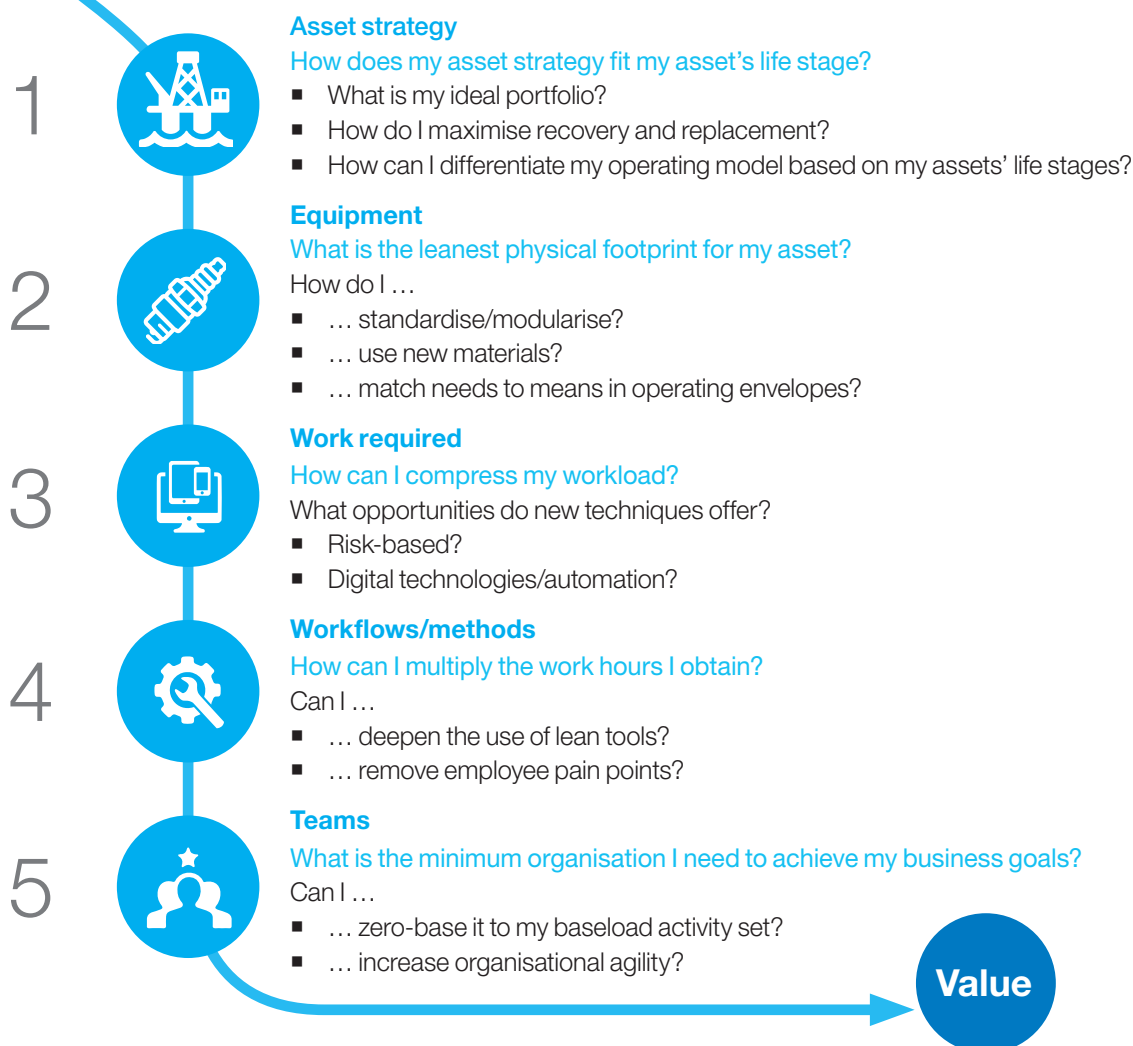 1
Asset strategy
How does my asset strategy fit my asset's life stage?
■ What is my ideal portfolio?
■ How do I maximise recovery and replacement?
■ How can I differentiate my operating model based on my assets' life stages?
2
Equipment
What is the leanest physical footprint for my asset?
How do I …
■ … standardise/modularise?
■ … use new materials?
■ … match needs to means in operating envelopes?
3
Work required
How can I compress my workload?
What opportunities do new techniques offer?
■ Risk-based?
■ Digital technologies/automation?
4
Workflows/methods
How can I multiply the work hours I obtain?
Can I …
■ … deepen the use of lean tools?
■ … remove employee pain points?
5
Teams
What is the minimum organisation I need to achieve my business goals?
Can I …
■ … zero-base it to my baseload activity set?
■ … increase organisational agility?
Value